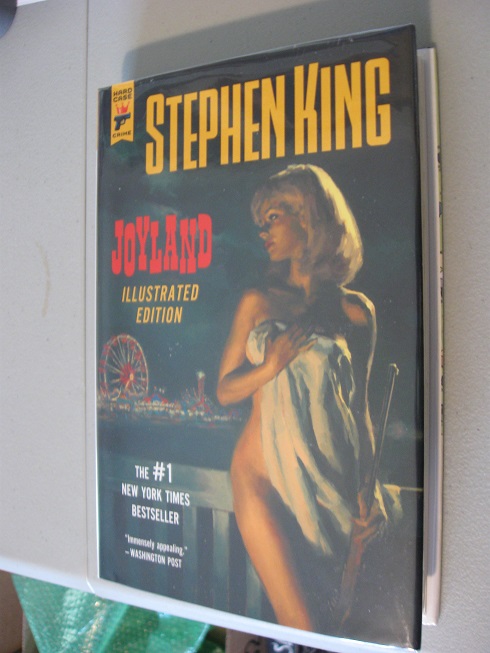 HARD
CASE
CRIME
STEPHEN KING
JOYLAND
ILLUSTRATED
EDITION
THE #1
NEW YORK TIMES
BESTSELLER
"Immensely appealing."
—WASHINGTON POST